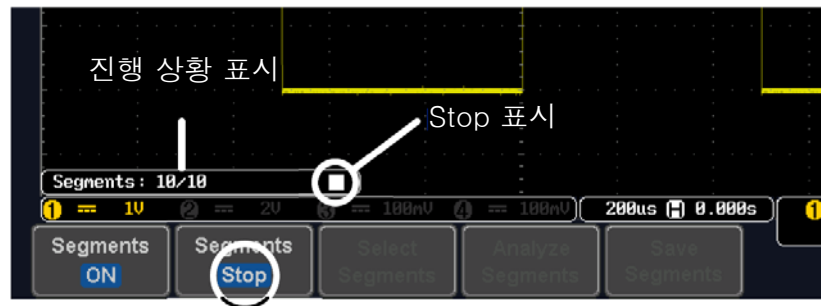 진행 상황 표시
Stop 표시
Segments: 10/10
1 1V 2 2V 3 100mV 4 100mV 200us H 0.000s 1
Segments ON
Segments Stop
Select Segments
Analyze Segments
Save Segments